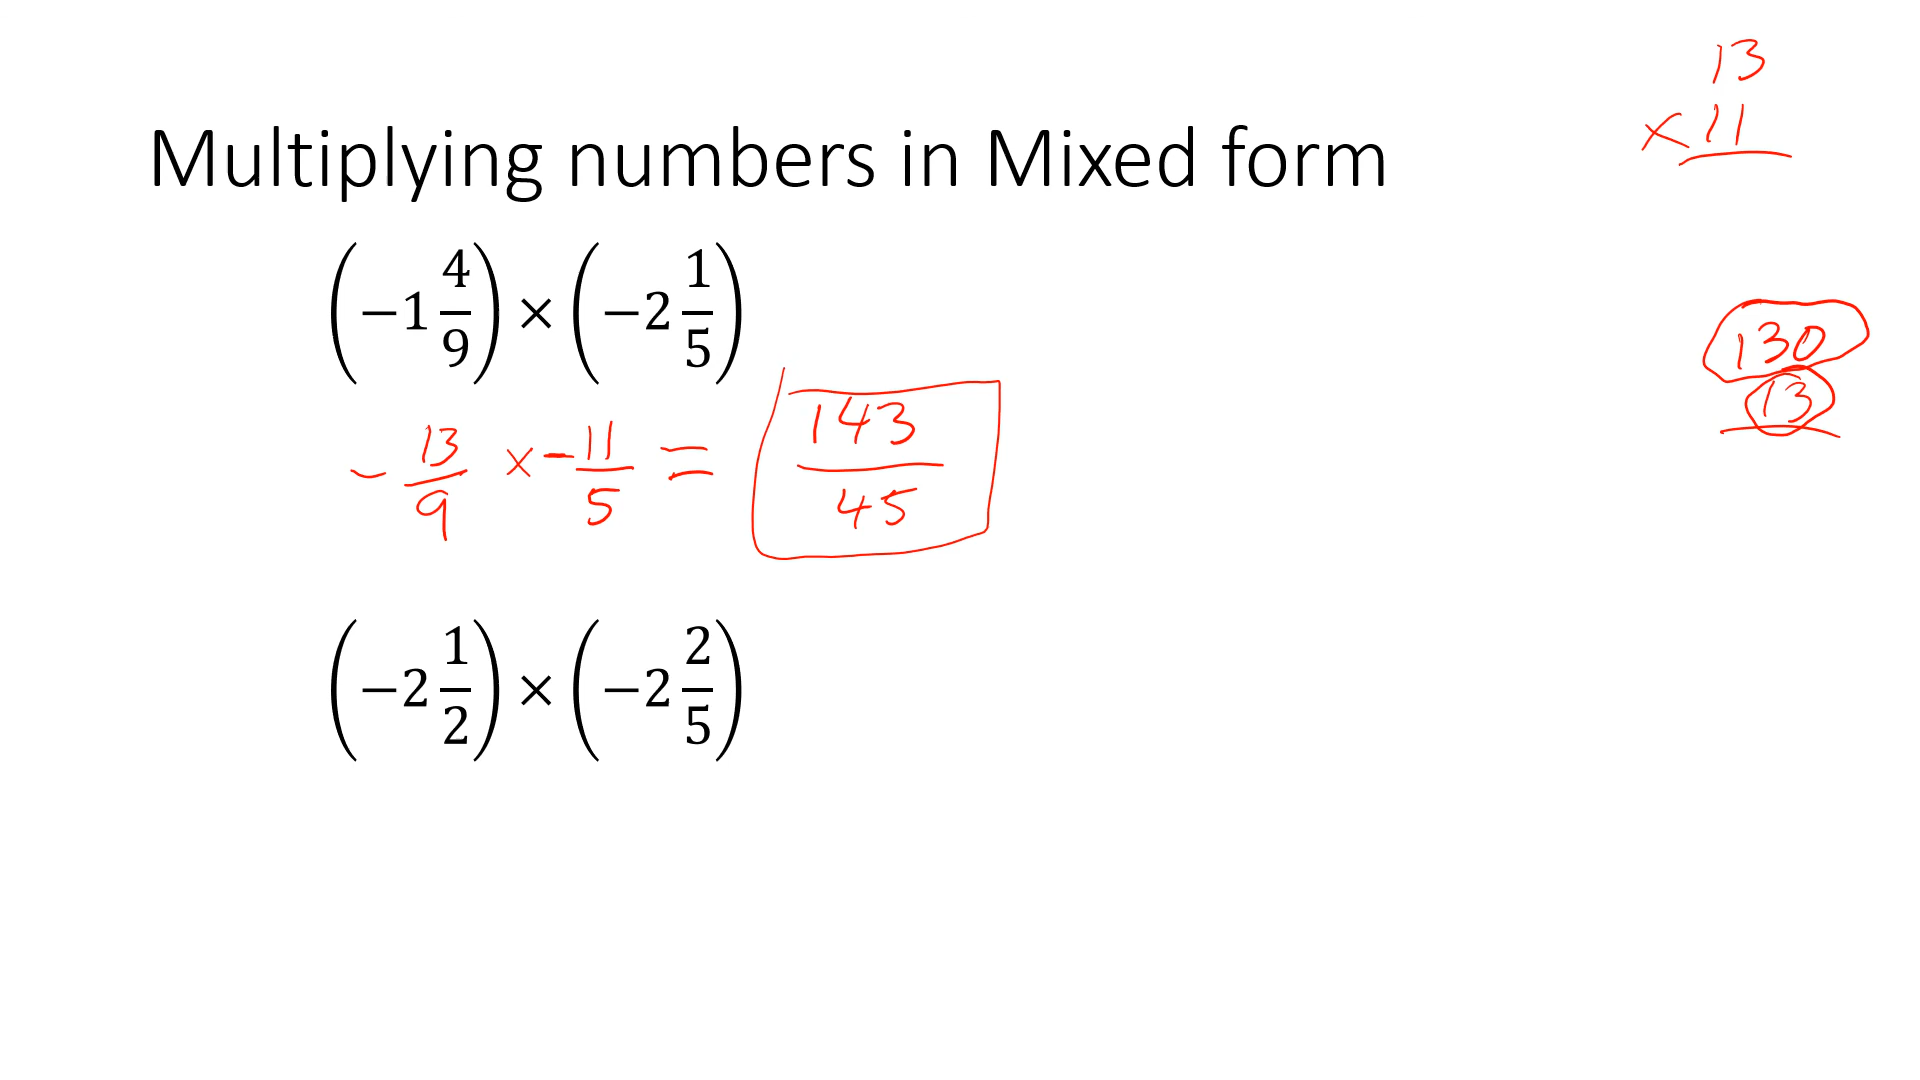 Multiplying numbers in Mixed form
(−1 4/9) × (−2 1/5)
- 13/9 × - 11/5 = 143/45
(−2 1/2) × (−2 2/5)
13
× 11
130
13